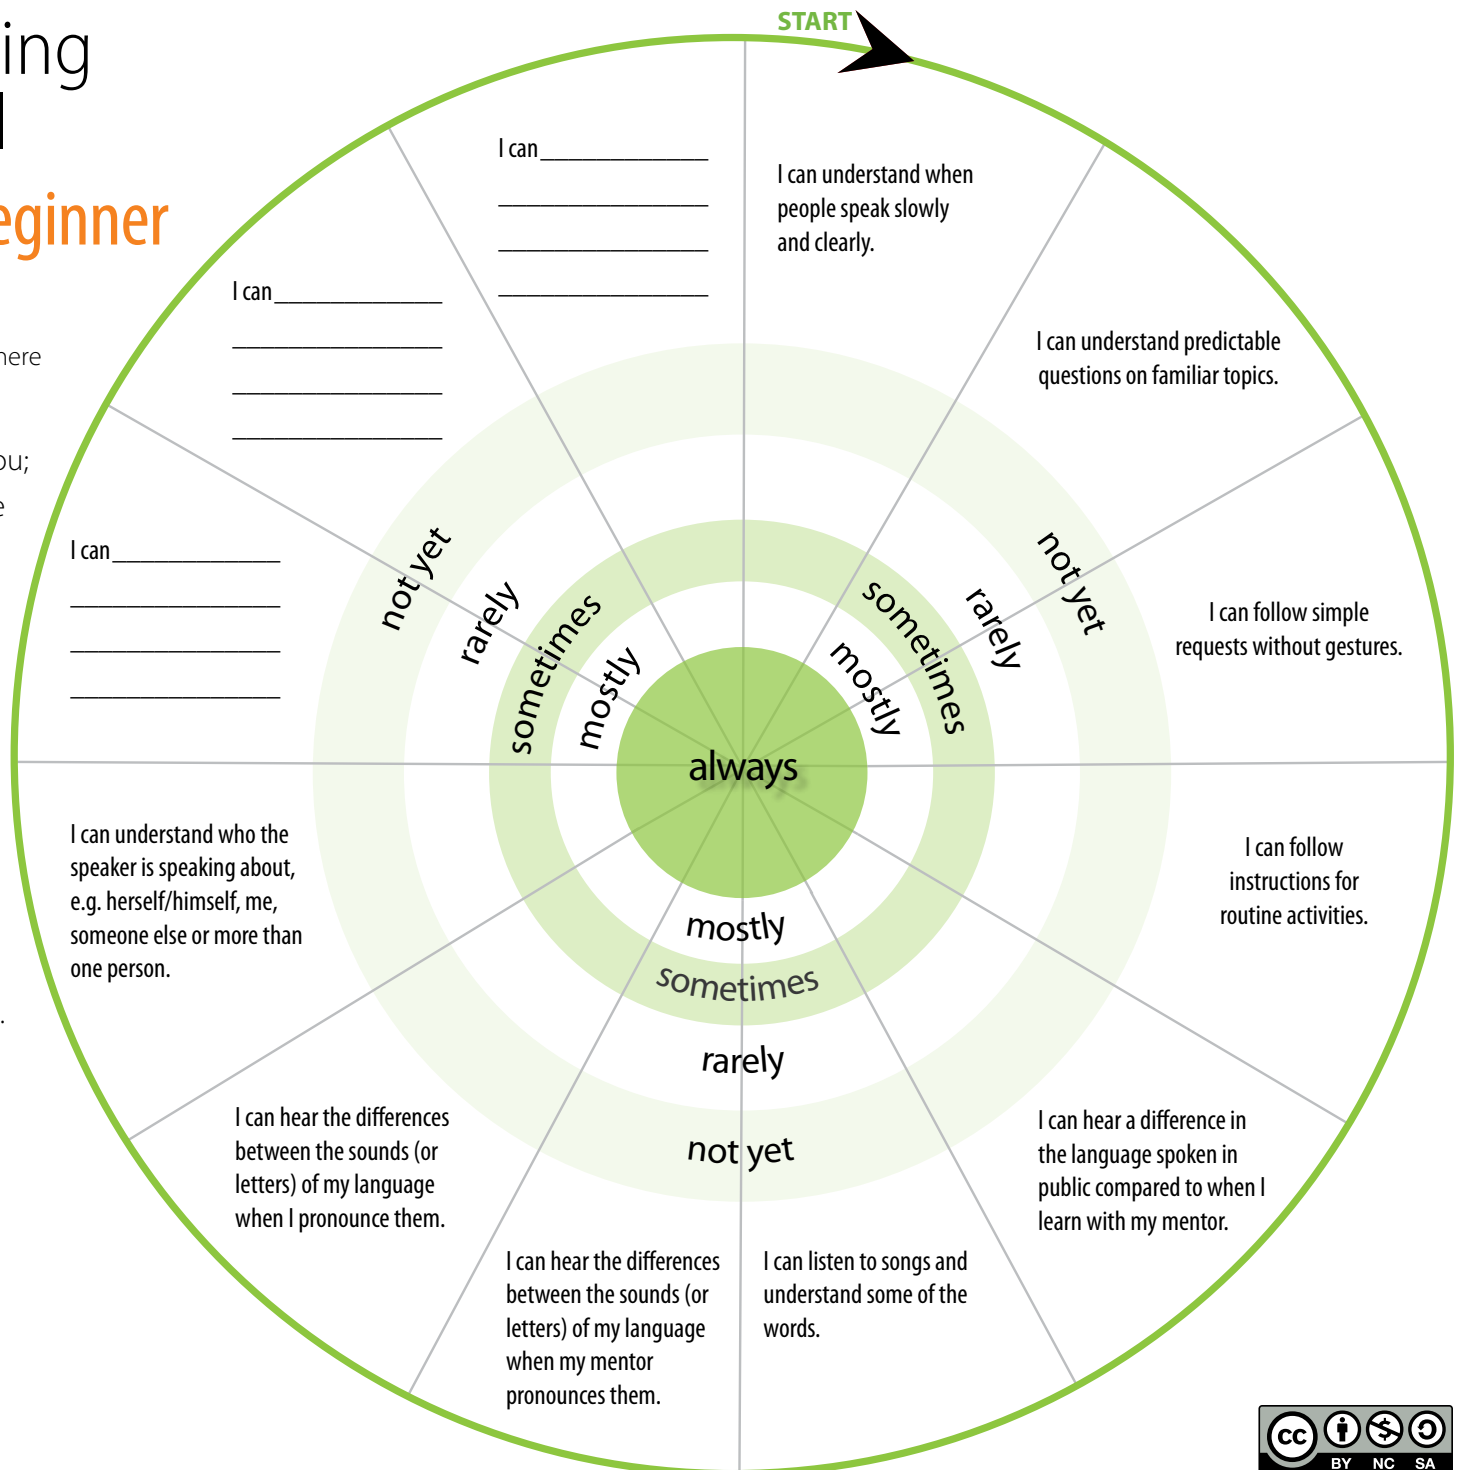 START
I can understand when
people speak slowly
and clearly.
I can understand predictable
questions on familiar topics.
I can follow simple
requests without gestures.
I can follow
instructions for
routine activities.
I can hear a difference in
the language spoken in
public compared to when I
learn with my mentor.
I can listen to songs and
understand some of the
words.
I can hear the differences
between the sounds (or
letters) of my language
when my mentor
pronounces them.
I can hear the differences
between the sounds (or
letters) of my language
when I pronounce them.
I can understand who the
speaker is speaking about,
e.g. herself/himself, me,
someone else or more than
one person.
I can
I can
I can
not yet
rarely
sometimes
mostly
mostly
sometimes
rarely
not yet
always
mostly
sometimes
rarely
not yet
ing
eginner
here
ou;
e
.
cc
BY NC SA